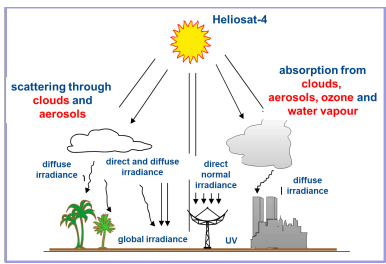 Heliosat-4
scattering through
clouds and
aerosols
absorption from
clouds,
aerosols, ozone and
water vapour
diffuse
irradiance
direct and diffuse
irradiance
direct
normal
irradiance
diffuse
irradiance
global irradiance
UV